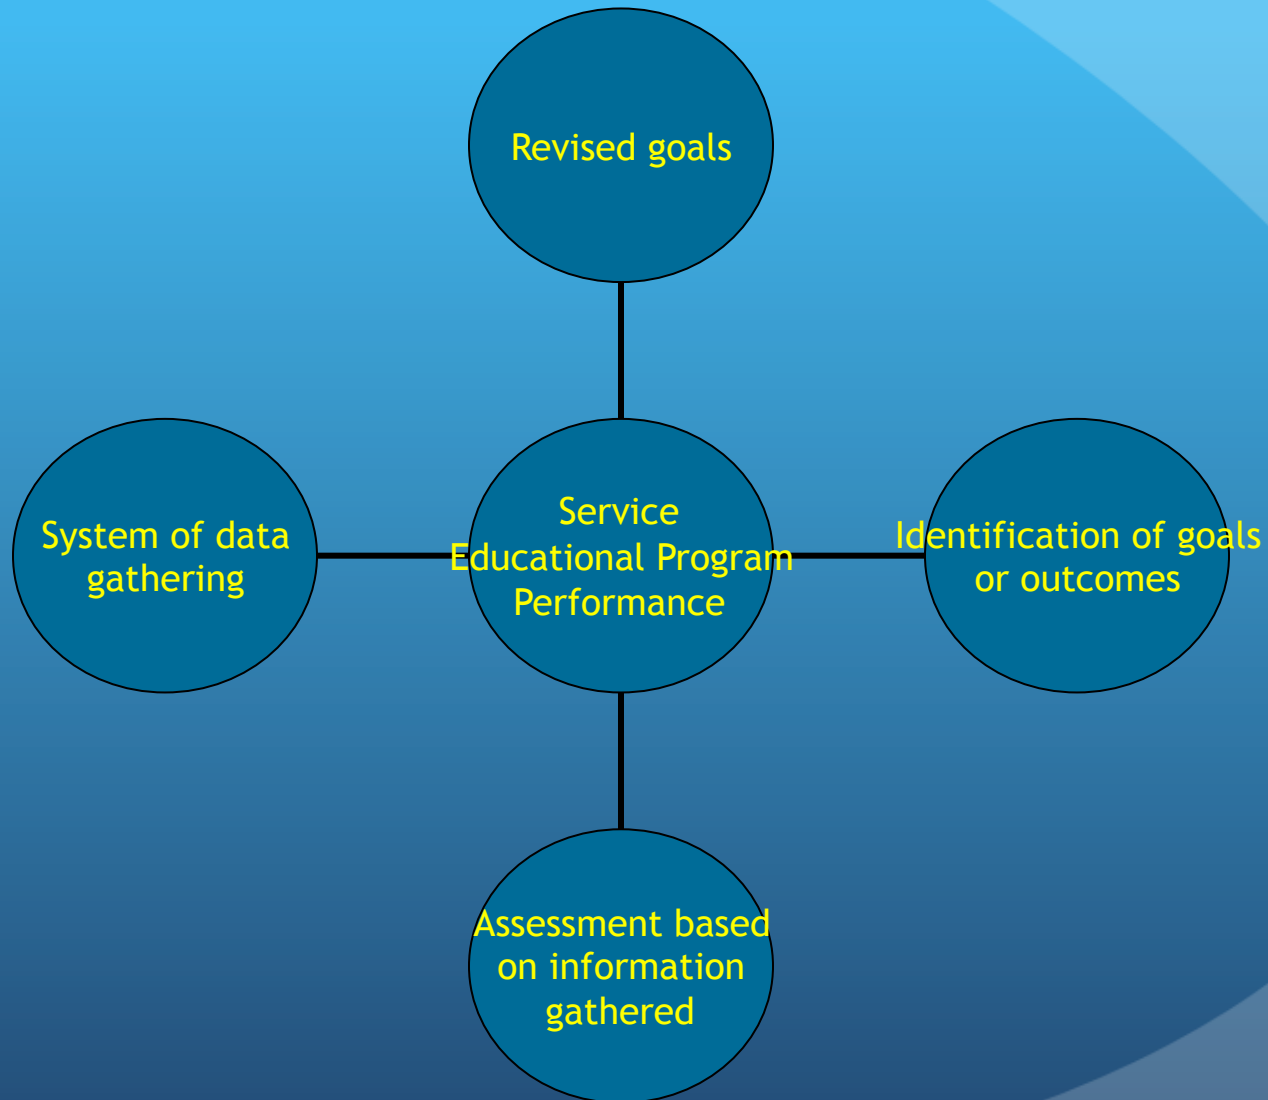 Revised goals
System of data
gathering
Service
Educational Program
Performance
Identification of goals
or outcomes
Assessment based
on information
gathered